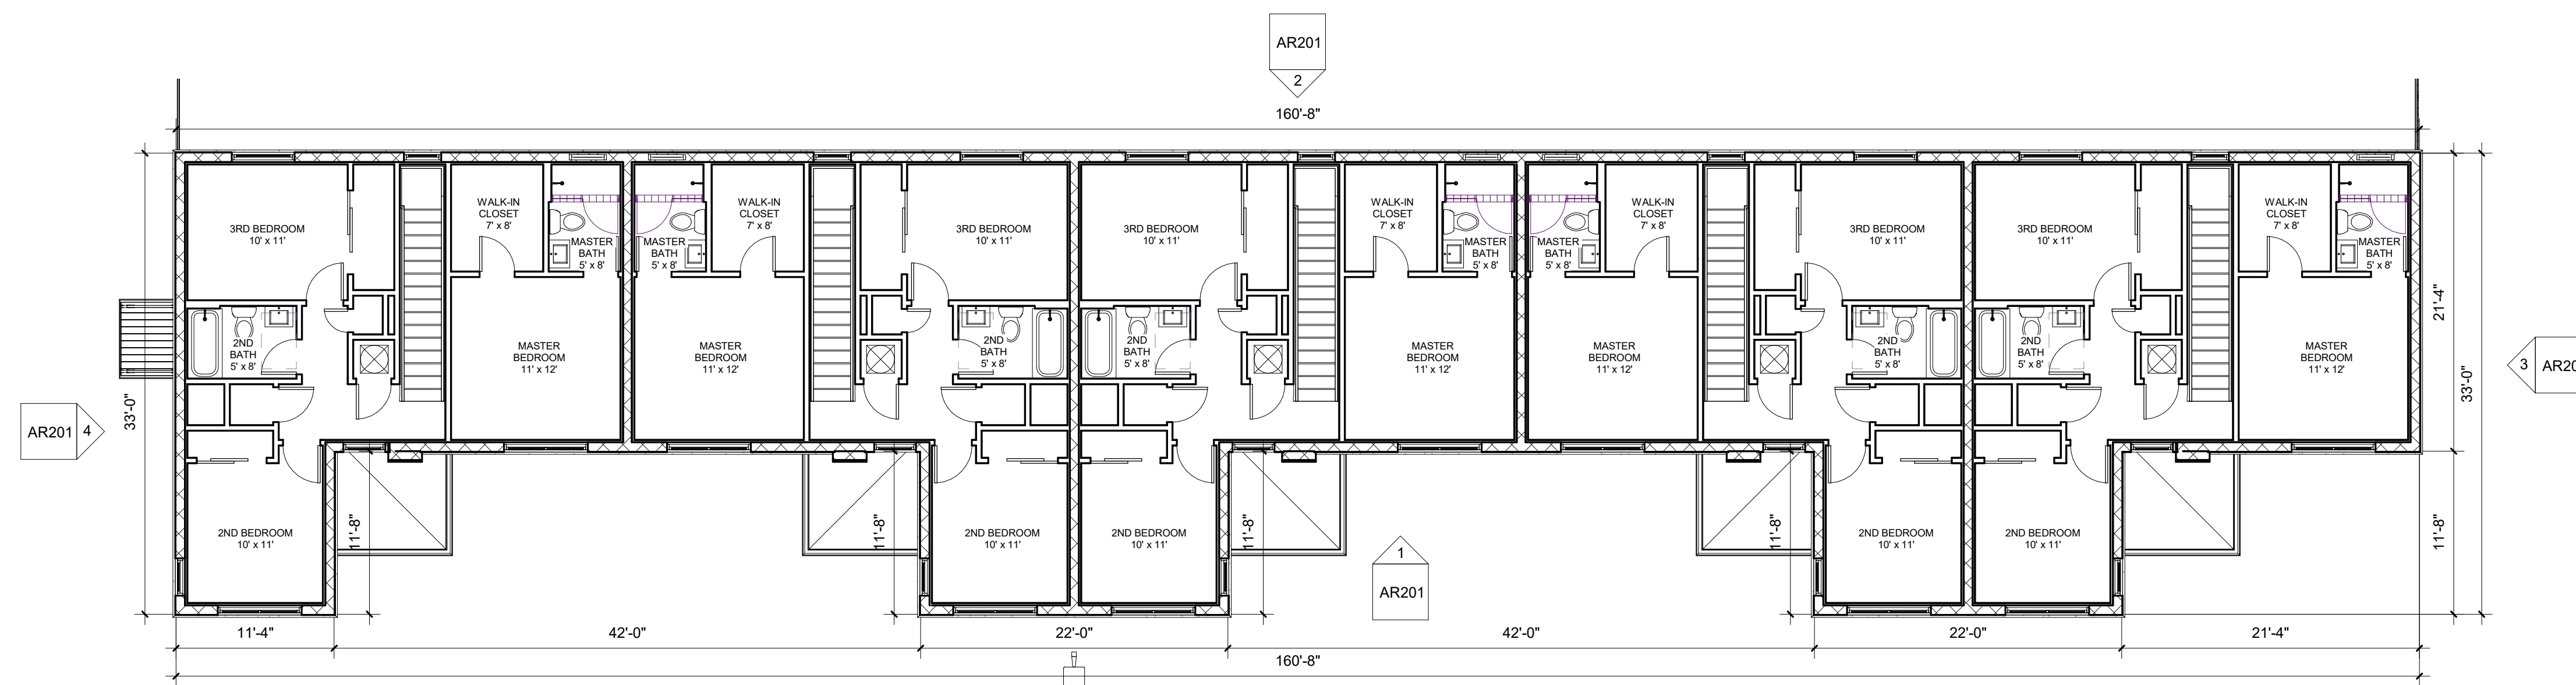 AR201
2
160'-8"
3RD BEDROOM
10' x 11'
WALK-IN
CLOSET
7' x 8'
MASTER
BATH
5' x 8'
MASTER
BATH
5' x 8'
WALK-IN
CLOSET
7' x 8'
3RD BEDROOM
10' x 11'
3RD BEDROOM
10' x 11'
WALK-IN
CLOSET
7' x 8'
MASTER
BATH
5' x 8'
MASTER
BATH
5' x 8'
WALK-IN
CLOSET
7' x 8'
3RD BEDROOM
10' x 11'
3RD BEDROOM
10' x 11'
WALK-IN
CLOSET
7' x 8'
MASTER
BATH
5' x 8'
21'-4"
2ND
BATH
5' x 8'
MASTER
BEDROOM
11' x 12'
MASTER
BEDROOM
11' x 12'
2ND
BATH
5' x 8'
2ND
BATH
5' x 8'
MASTER
BEDROOM
11' x 12'
MASTER
BEDROOM
11' x 12'
2ND
BATH
5' x 8'
2ND
BATH
5' x 8'
MASTER
BEDROOM
11' x 12'
3
33'-0"
33'-0"
AR201 4
2ND BEDROOM
10' x 11'
11'-8"
11'-8"
2ND BEDROOM
10' x 11'
2ND BEDROOM
10' x 11'
11'-8"
11'-8"
2ND BEDROOM
10' x 11'
2ND BEDROOM
10' x 11'
11'-8"
1
AR201
11'-4"
42'-0"
22'-0"
42'-0"
22'-0"
21'-4"
160'-8"